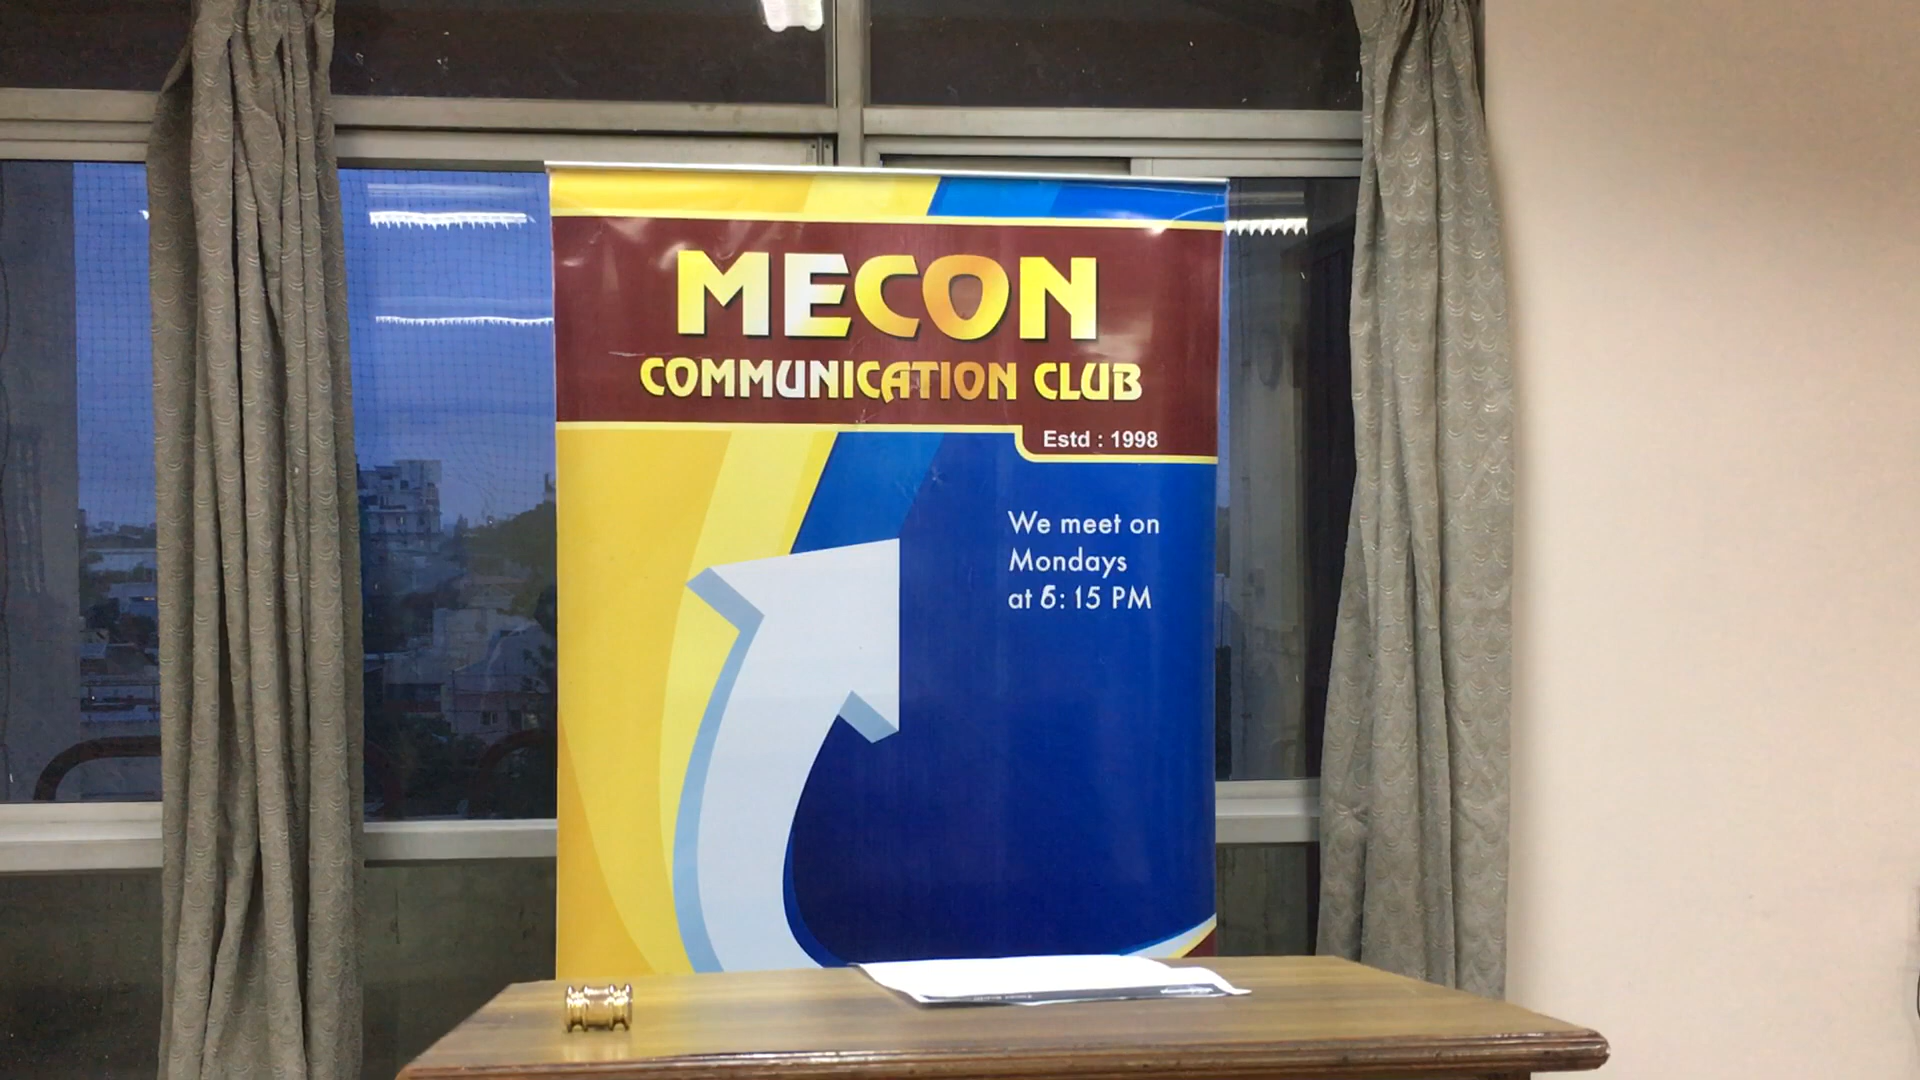 MECON
COMMUNICATION CLUB
Estd : 1998
We meet on
Mondays
at 6:15 PM